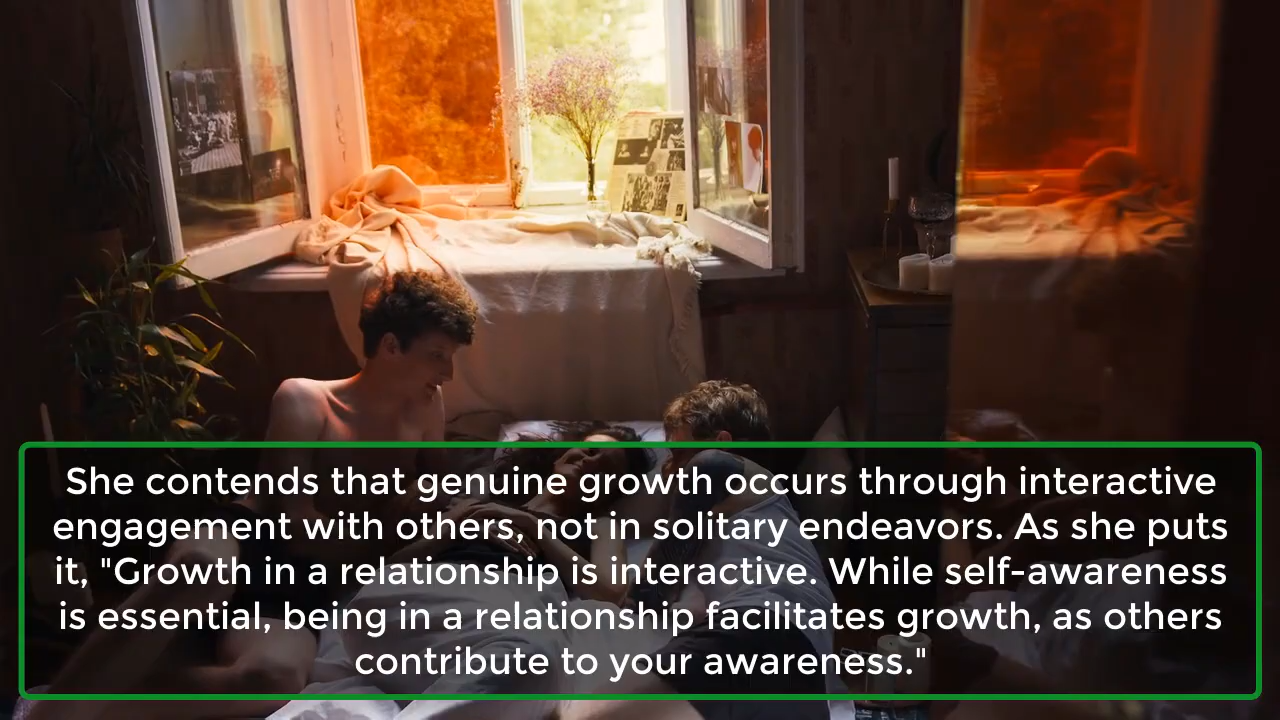 She contends that genuine growth occurs through interactive
engagement with others, not in solitary endeavors. As she puts
it, "Growth in a relationship is interactive. While self-awareness
is essential, being in a relationship facilitates growth, as others
contribute to your awareness."